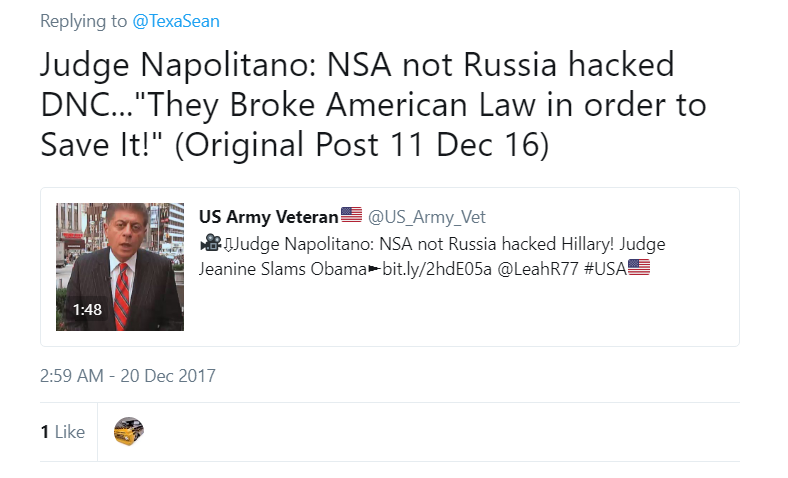 Replying to @TexaSean
Judge Napolitano: NSA not Russia hacked
DNC..."They Broke American Law in order to
Save It!" (Original Post 11 Dec 16)
US Army Veteran🇺🇸 @US_Army_Vet
🎥🎵Judge Napolitano: NSA not Russia hacked Hillary! Judge
Jeanine Slams Obama►bit.ly/2hdE05a @LeahR77 #USA🇺🇸
1:48
2:59 AM - 20 Dec 2017
1 Like